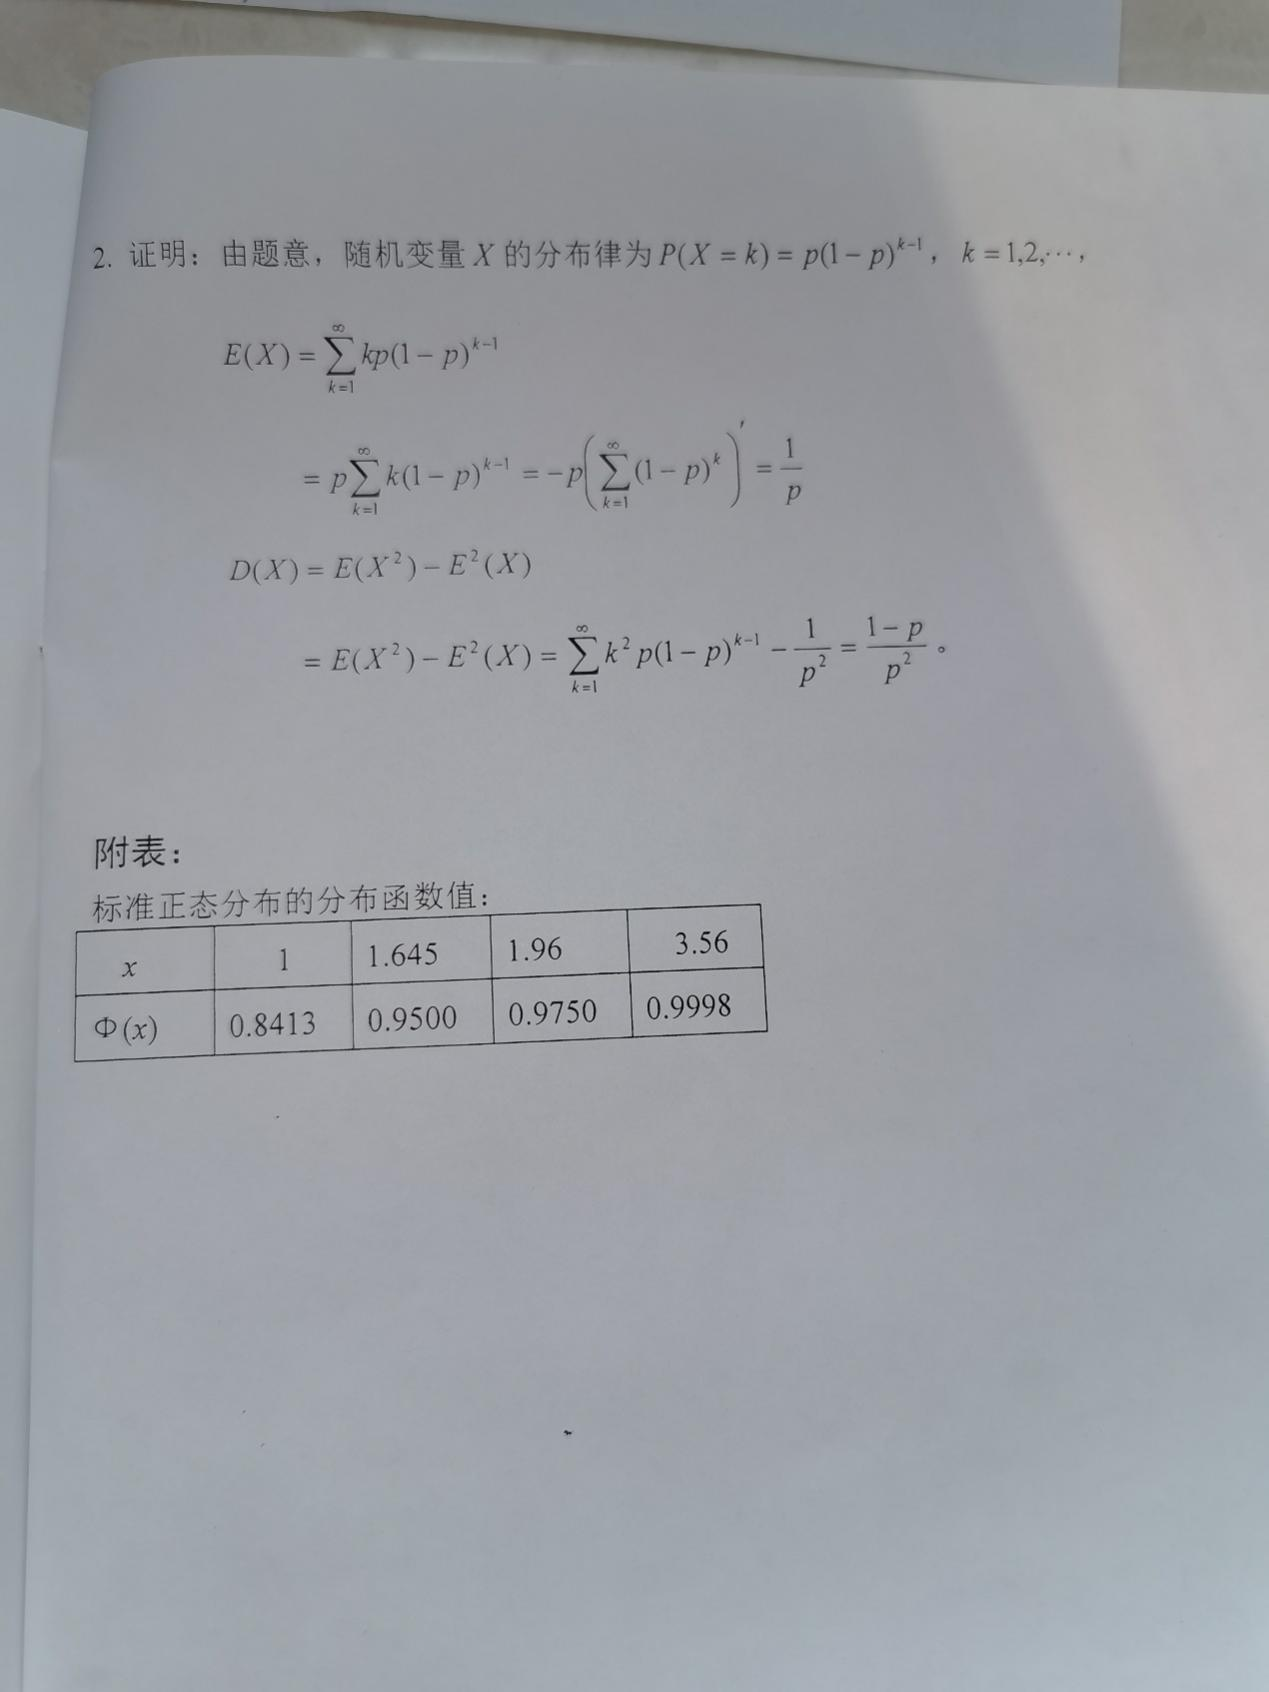 2. 证明：由题意，随机变量 X 的分布律为 P(X = k) = p(1 − p)^{k−1}，k = 1,2,⋯，
E(X) = ∑_{k=1}^{∞} kp(1 − p)^{k−1}
= p∑_{k=1}^{∞} k(1 − p)^{k−1} = −p(∑_{k=1}^{∞} (1 − p)^k)′ = 1/p
D(X) = E(X²) − E²(X)
= E(X²) − E²(X) = ∑_{k=1}^{∞} k² p(1 − p)^{k−1} − 1/p² = (1 − p)/p²。
附表：
标准正态分布的分布函数值：
x 1 1.645 1.96 3.56
Φ(x) 0.8413 0.9500 0.9750 0.9998